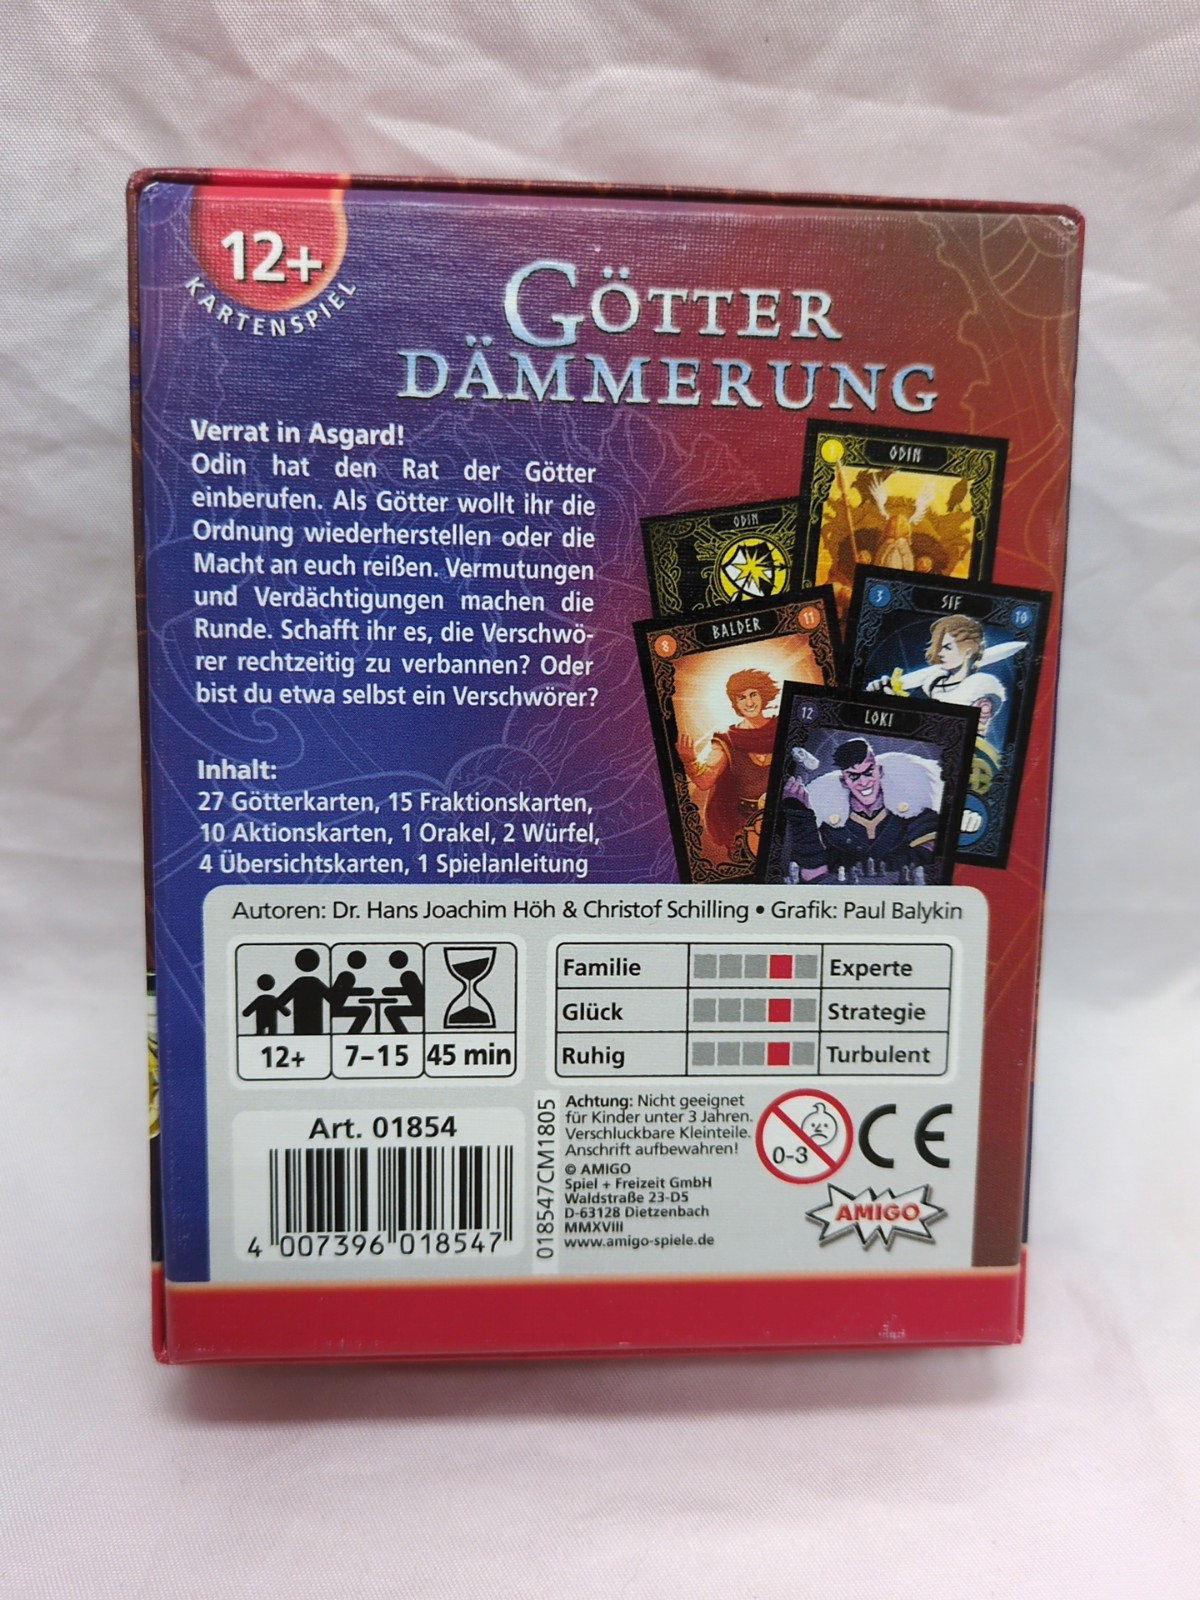 12+
KARTENSPIEL
GÖTTER
DÄMMERUNG
Verrat in Asgard!
Odin hat den Rat der Götter
einberufen. Als Götter wollt ihr die
Ordnung wiederherstellen oder die
Macht an euch reißen. Vermutungen
und Verdächtigungen machen die
Runde. Schafft ihr es, die Verschwö-
rer rechtzeitig zu verbannen? Oder
bist du etwa selbst ein Verschwörer?
1 ODIN
ODIN
3 SIF 10
8 BALDER 11
12 LOKI
Inhalt:
27 Götterkarten, 15 Fraktionskarten,
10 Aktionskarten, 1 Orakel, 2 Würfel,
4 Übersichtskarten, 1 Spielanleitung
Autoren: Dr. Hans Joachim Höh & Christof Schilling • Grafik: Paul Balykin
12+ 7–15 45 min
Familie Experte
Glück Strategie
Ruhig Turbulent
Art. 01854
4 007396 018547
018547CM1805
Achtung: Nicht geeignet
für Kinder unter 3 Jahren.
Verschluckbare Kleinteile.
Anschrift aufbewahren!
© AMIGO
Spiel + Freizeit GmbH
Waldstraße 23-D5
D-63128 Dietzenbach
MMXVIII
www.amigo-spiele.de
0-3
CE
AMIGO